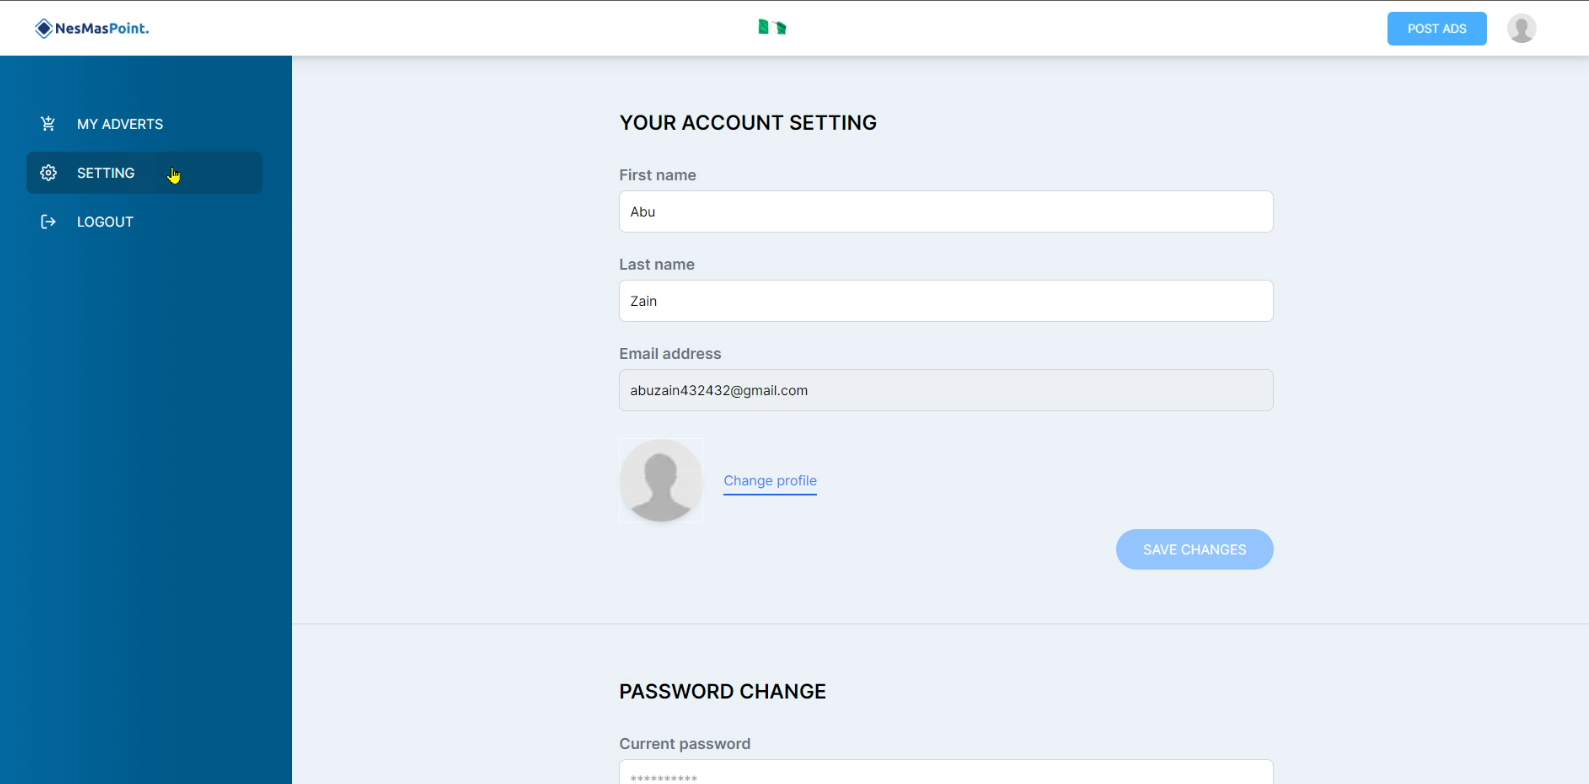 NesMasPoint.
POST ADS
MY ADVERTS
SETTING
LOGOUT
YOUR ACCOUNT SETTING
First name
Abu
Last name
Zain
Email address
abuzain432432@gmail.com
Change profile
SAVE CHANGES
PASSWORD CHANGE
Current password
**********